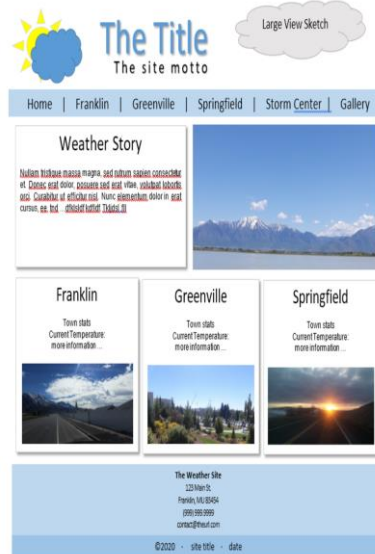 The Title
The site motto
Large View Sketch
Home | Franklin | Greenville | Springfield | Storm Center | Gallery
Weather Story
Nullam tristique massa magna, sed rutrum sapien consectetur
et. Donec erat dolor, posuere sed erat vitae, volutpat lobortis
orci. Curabitur ut efficitur nisl. Nunc elementum dolor in erat
cursus,
Franklin
Town stats
Current Temperature:
more information ...
Greenville
Town stats
Current Temperature:
more information ...
Springfield
Town stats
Current Temperature:
more information ...
The Weather Site
123 Main St.
Franklin,
(999) 999.9999
contact@theurl.com
©2020 - site title - date